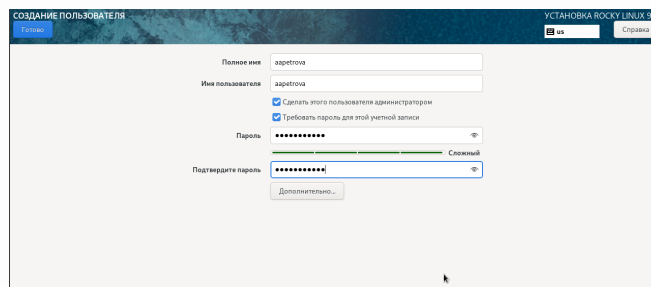 СОЗДАНИЕ ПОЛЬЗОВАТЕЛЯ
УСТАНОВКА ROCKY LINUX 9
Готово
us
Справка
Полное имя
aapetrova
Имя пользователя
aapetrova
Сделать этого пользователя администратором
Требовать пароль для этой учетной записи
Пароль
•••••••••••
Сложный
Подтвердите пароль
•••••••••••
Дополнительно...